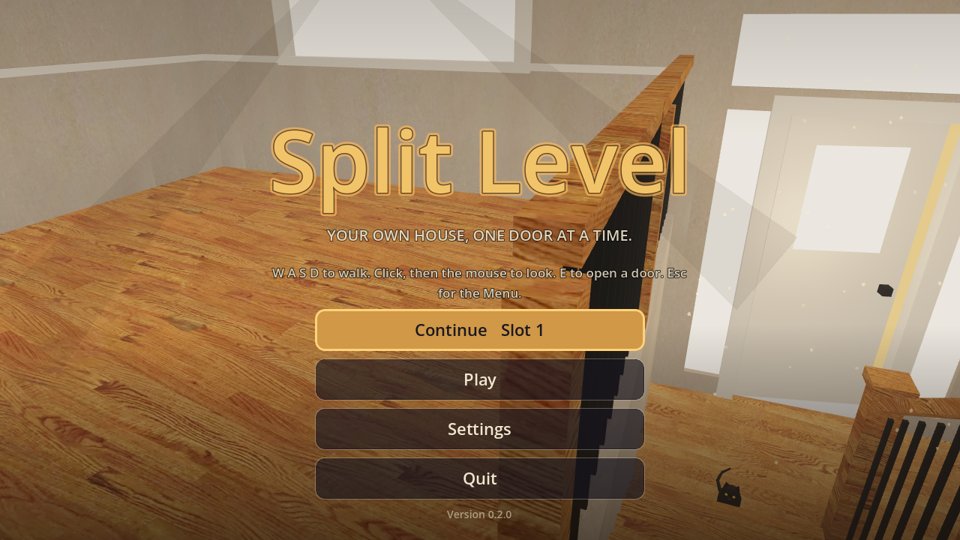 Split Level
YOUR OWN HOUSE, ONE DOOR AT A TIME.
W A S D to walk. Click, then the mouse to look. E to open a door. Esc
for the Menu.
Continue Slot 1
Play
Settings
Quit
Version 0.2.0